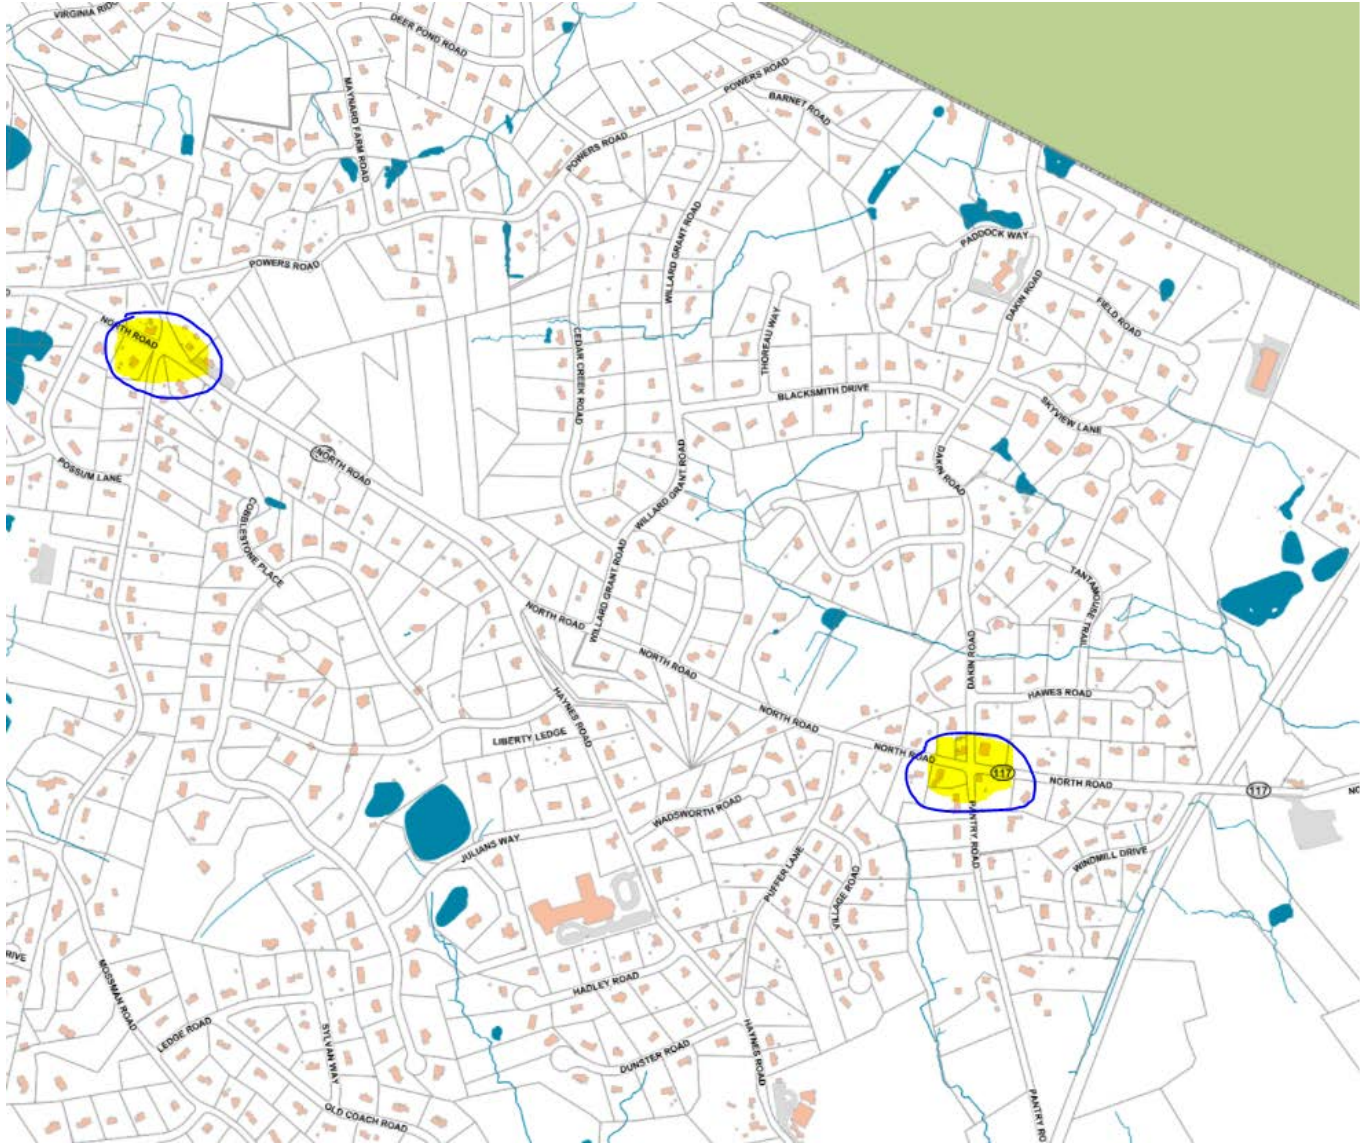 VIRGINIA RID
DEER POND ROAD
POWERS ROAD
MAYNARD FARM ROAD
BARNET ROAD
POWERS ROAD
WILLARD GRANT ROAD
PADDOCK WAY
POWERS ROAD
DAKIN ROAD
FIELD ROAD
NORTH ROAD
CEDAR CREEK ROAD
THOREAU WAY
BLACKSMITH DRIVE
SKYVIEW LANE
NORTH ROAD
POSSUM LANE
WILLARD GRANT ROAD
DAKIN ROAD
COBBLESTONE PLACE
WILLARD GRANT ROAD
TANTAMOUSE TRAIL
NORTH ROAD
NORTH ROAD
DAKIN ROAD
HAWES ROAD
HAYNES ROAD
NORTH ROAD
LIBERTY LEDGE
NORTH ROAD
117
NORTH ROAD
117
NO
WADSWORTH ROAD
PANTRY ROAD
JULIANS WAY
WINDMILL DRIVE
PUFFER LANE
VILLAGE ROAD
DRIVE
MOSSMAN ROAD
HADLEY ROAD
LEDGE ROAD
SYLVAN WAY
DUNSTER ROAD
HAYNES ROAD
OLD COACH ROAD
PANTRY RO